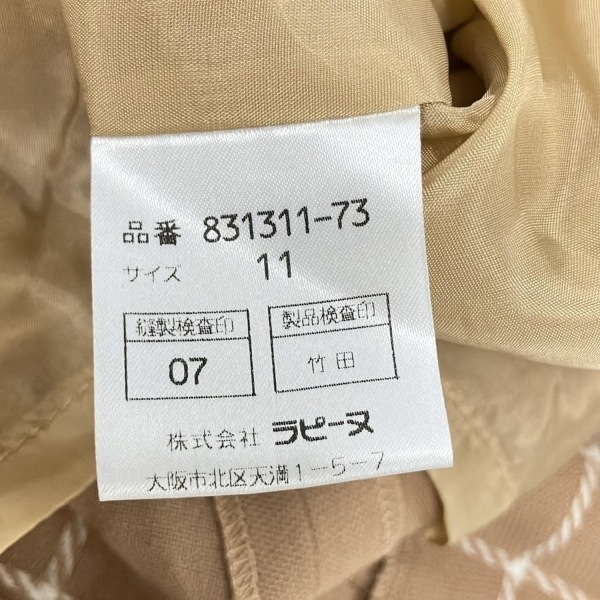 品番 831311-73
サイズ 11
縫製検査印 製品検査印
07 竹田
株式会社 ラピーヌ
大阪市北区天満1-5-7